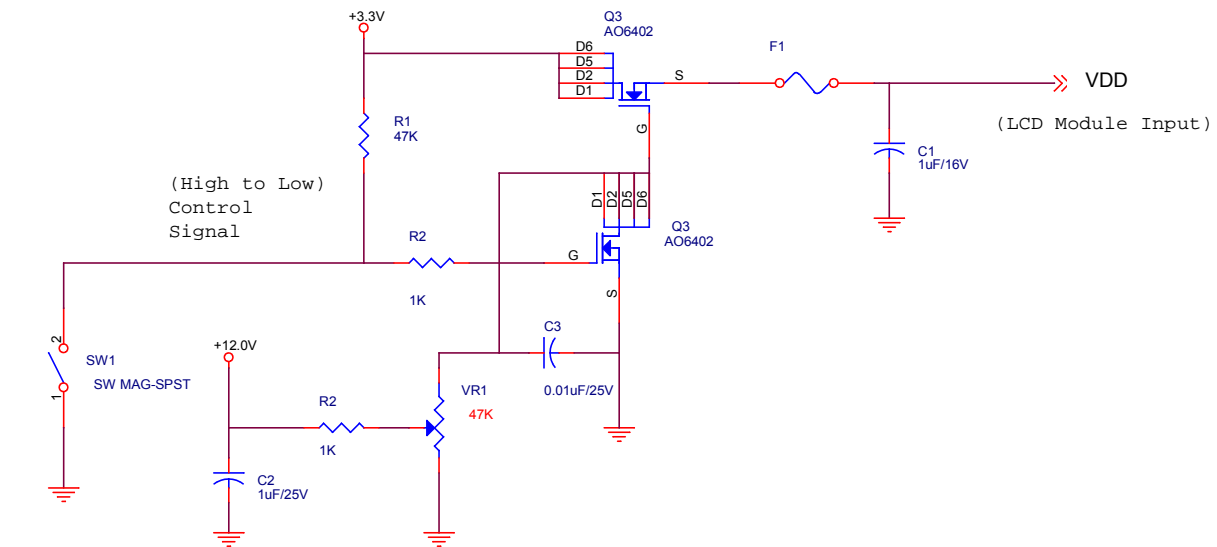 +3.3V
Q3
AO6402
D6
D5
D2
D1
S
G
F1
VDD
(LCD Module Input)
R1
47K
C1
1uF/16V
(High to Low)
Control
Signal
D1
D2
D5
D6
Q3
AO6402
R2
1K
G
S
2
1
SW1
SW MAG-SPST
+12.0V
C3
0.01uF/25V
VR1
47K
R2
1K
C2
1uF/25V